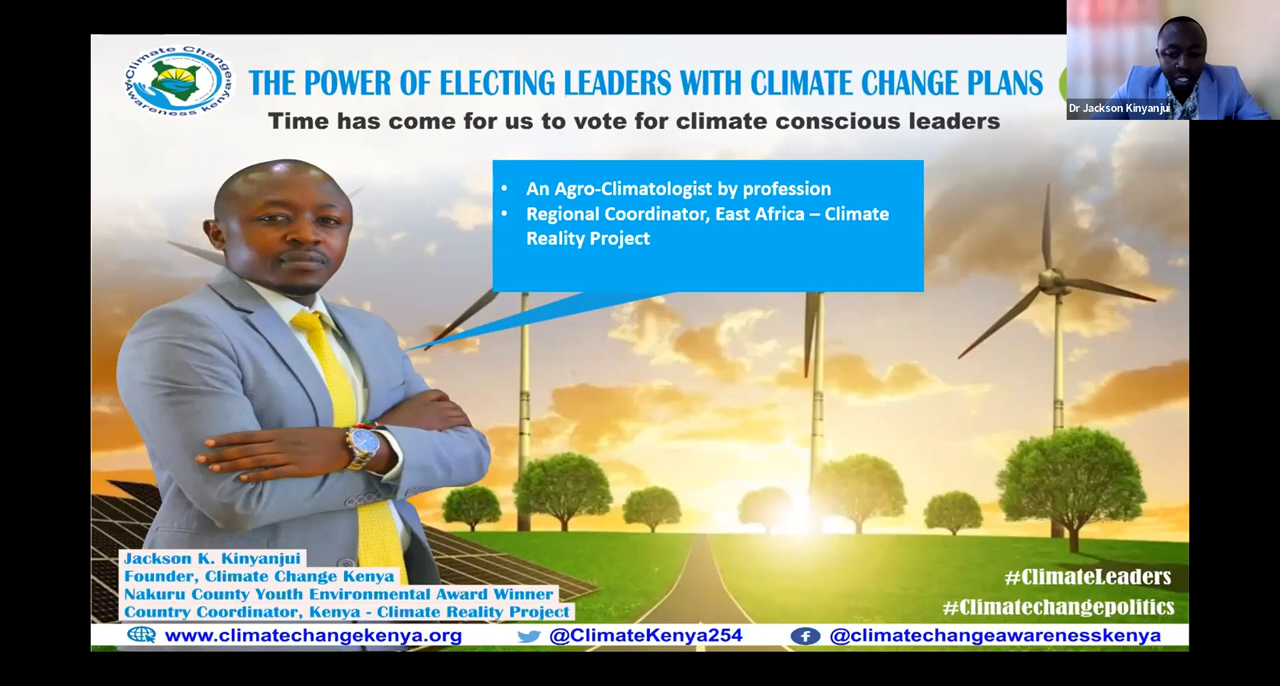 Climate Change
Awareness kenya
THE POWER OF ELECTING LEADERS WITH CLIMATE CHANGE PLANS
Time has come for us to vote for climate conscious leaders
Dr Jackson Kinyanjui
• An Agro-Climatologist by profession
• Regional Coordinator, East Africa – Climate
Reality Project
Jackson K. Kinyanjui
Founder, Climate Change Kenya
Nakuru County Youth Environmental Award Winner
Country Coordinator, Kenya - Climate Reality Project
#ClimateLeaders
#Climatechangepolitics
www.climatechangekenya.org
@ClimateKenya254
@climatechangeawarenesskenya